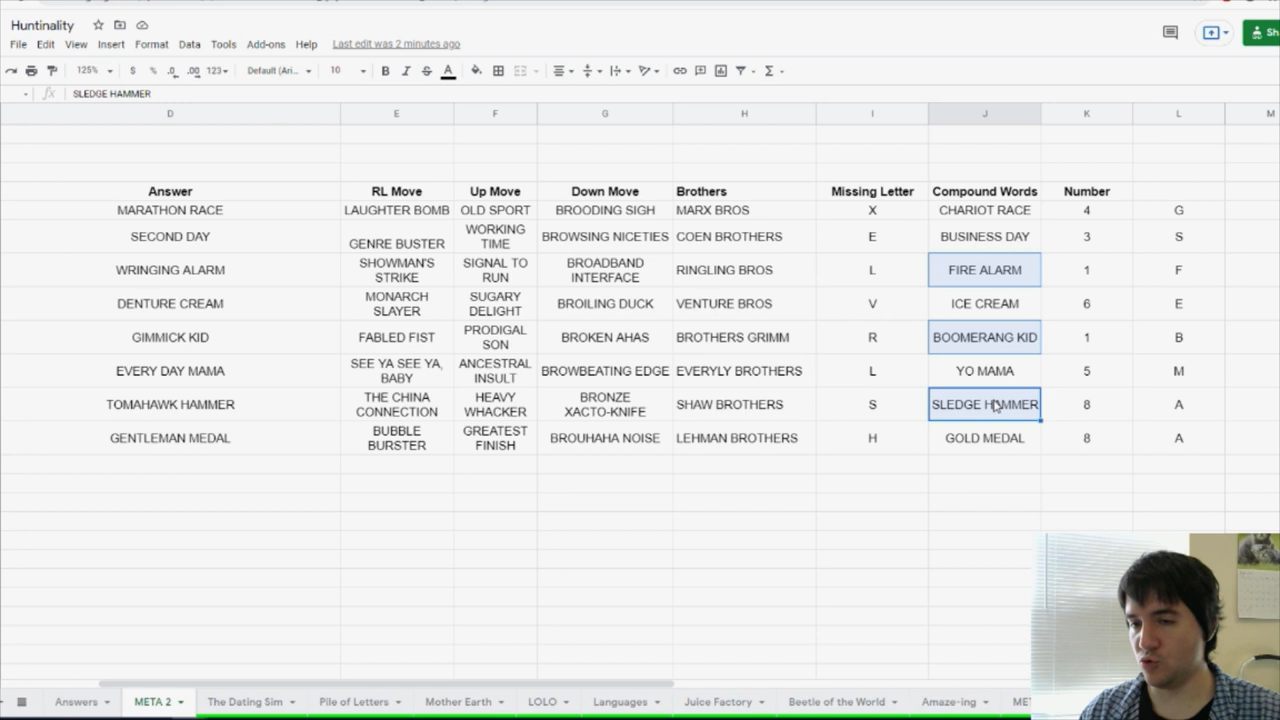 Huntinality
File Edit View Insert Format Data Tools Add-ons Help Last edit was 2 minutes ago
125% $ % .0 .00 123 Default (Ari... 10 B I S A
fx SLEDGE HAMMER
D E F G H I J K L M
Answer RL Move Up Move Down Move Brothers Missing Letter Compound Words Number
MARATHON RACE LAUGHTER BOMB OLD SPORT BROODING SIGH MARX BROS X CHARIOT RACE 4 G
SECOND DAY GENRE BUSTER WORKING TIME BROWSING NICETIES COEN BROTHERS E BUSINESS DAY 3 S
WRINGING ALARM SHOWMAN'S STRIKE SIGNAL TO RUN BROADBAND INTERFACE RINGLING BROS L FIRE ALARM 1 F
DENTURE CREAM MONARCH SLAYER SUGARY DELIGHT BROILING DUCK VENTURE BROS V ICE CREAM 6 E
GIMMICK KID FABLED FIST PRODIGAL SON BROKEN AHAS BROTHERS GRIMM R BOOMERANG KID 1 B
EVERY DAY MAMA SEE YA SEE YA, BABY ANCESTRAL INSULT BROWBEATING EDGE EVERYLY BROTHERS L YO MAMA 5 M
TOMAHAWK HAMMER THE CHINA CONNECTION HEAVY WHACKER BRONZE XACTO-KNIFE SHAW BROTHERS S SLEDGE HAMMER 8 A
GENTLEMAN MEDAL BUBBLE BURSTER GREATEST FINISH BROUHAHA NOISE LEHMAN BROTHERS H GOLD MEDAL 8 A
Answers META 2 The Dating Sim Pile of Letters Mother Earth LOLO Languages Juice Factory Beetle of the World Amaze-ing